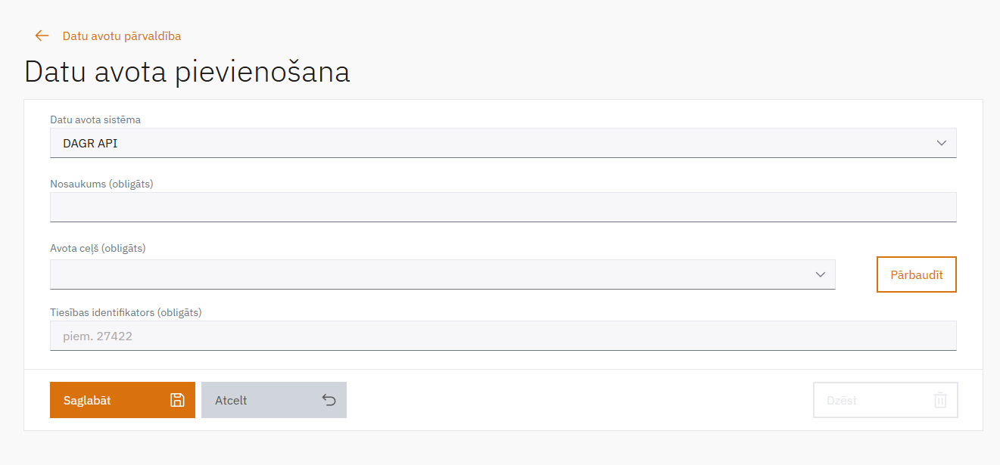 Datu avotu pārvaldība
Datu avota pievienošana
Datu avota sistēma
DAGR API
Nosaukums (obligāts)
Avota ceļš (obligāts)
Pārbaudīt
Tiesības identifikators (obligāts)
piem. 27422
Saglabāt
Atcelt
Dzēst